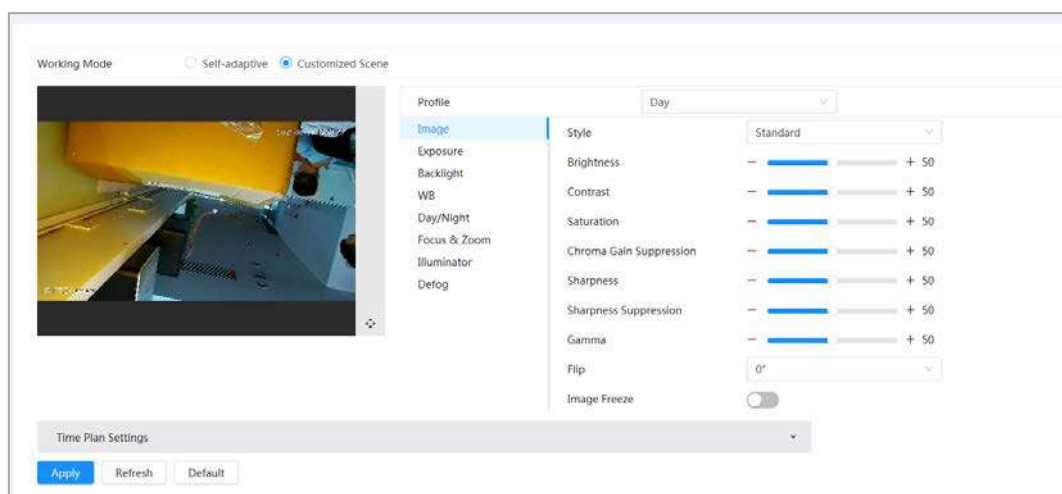 Working Mode Self-adaptive Customized Scene
Profile Day
Image
Exposure
Backlight
WB
Day/Night
Focus & Zoom
Illuminator
Defog
Style Standard
Brightness - + 50
Contrast - + 50
Saturation - + 50
Chroma Gain Suppression - + 50
Sharpness - + 50
Sharpness Suppression - + 50
Gamma - + 50
Flip 0°
Image Freeze
Time Plan Settings
Apply Refresh Default